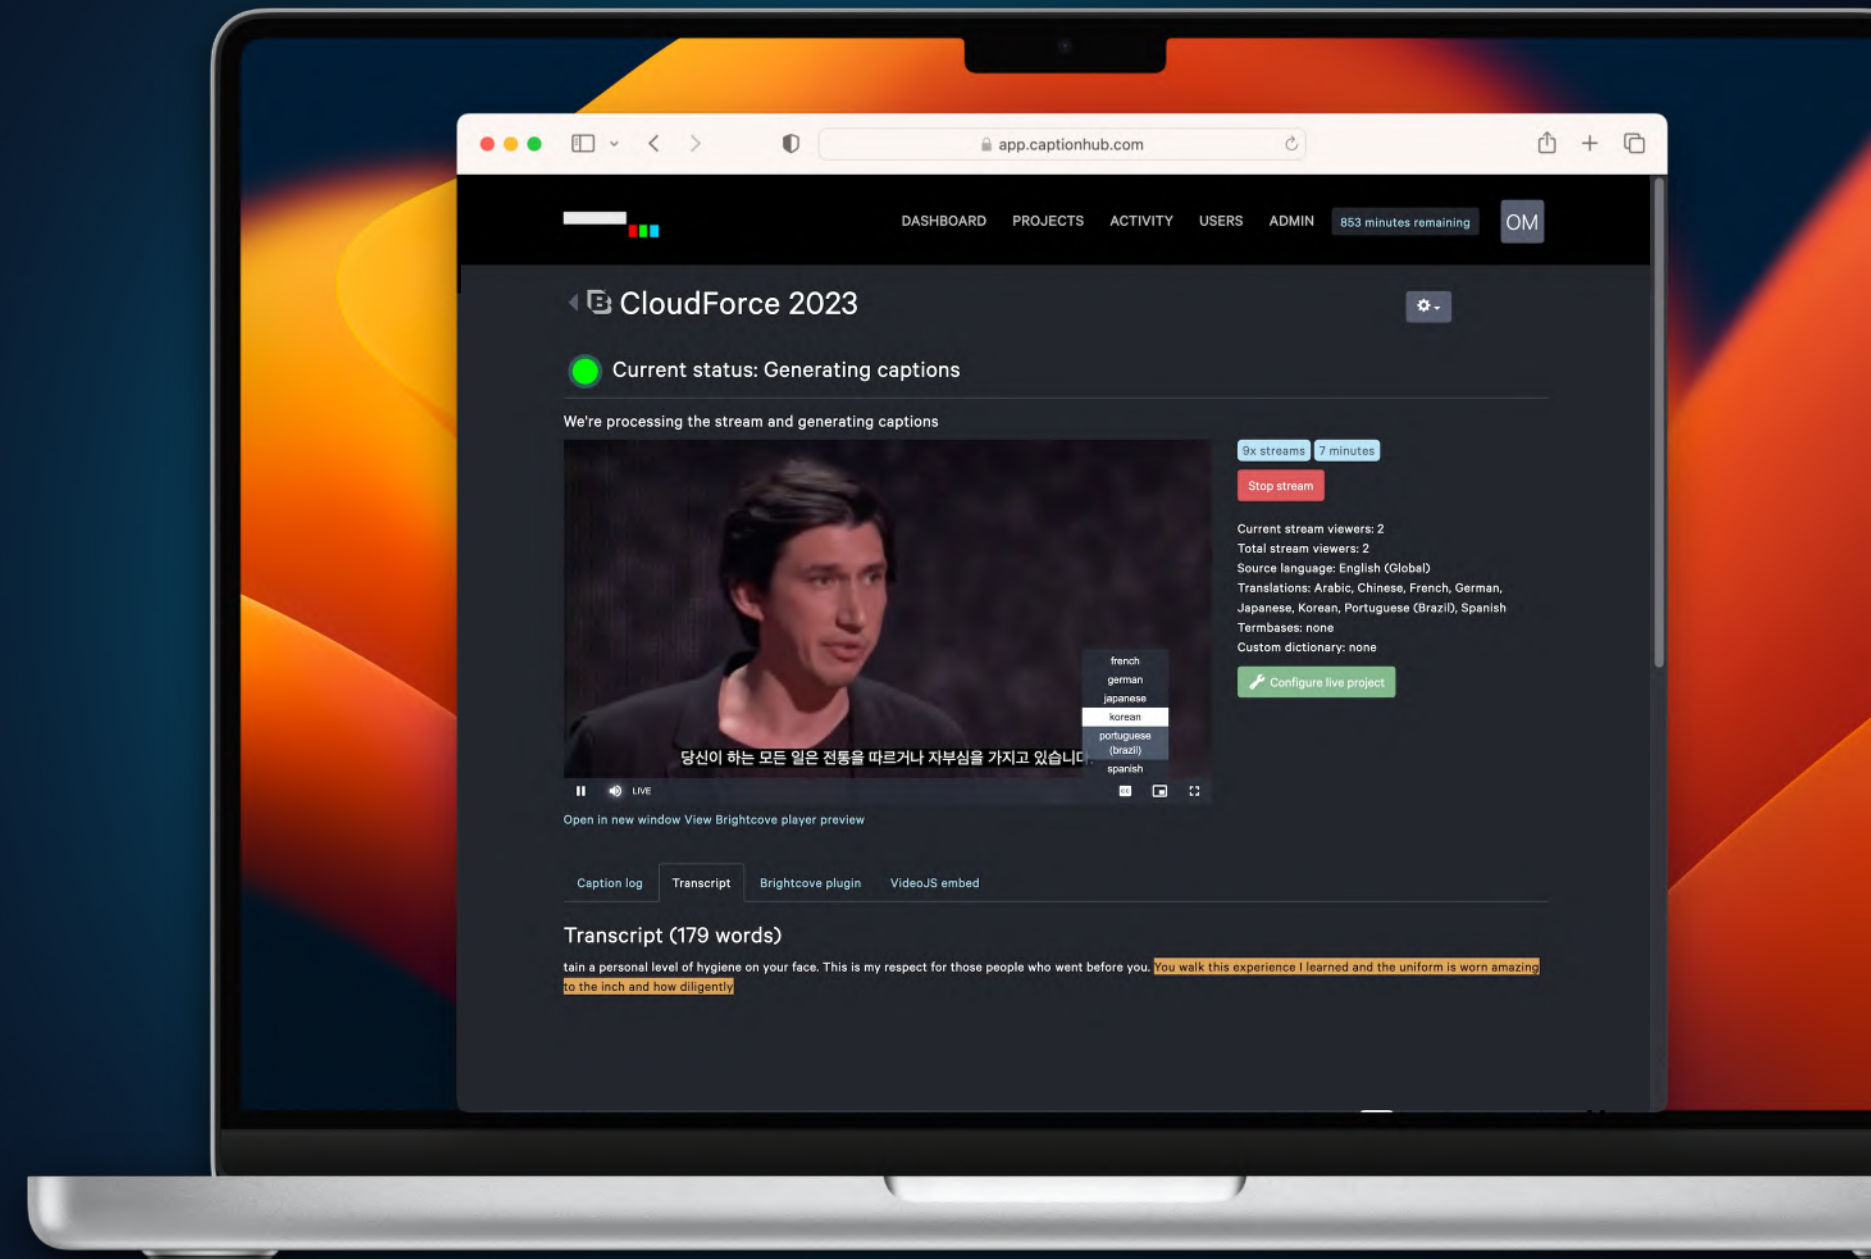 app.captionhub.com
DASHBOARD PROJECTS ACTIVITY USERS ADMIN 853 minutes remaining OM
CloudForce 2023
Current status: Generating captions
We're processing the stream and generating captions
9x streams 7 minutes
Stop stream
Current stream viewers: 2
Total stream viewers: 2
Source language: English (Global)
Translations: Arabic, Chinese, French, German,
Japanese, Korean, Portuguese (Brazil), Spanish
Termbases: none
Custom dictionary: none
Configure live project
french
german
japanese
korean
portuguese
(brazil)
spanish
당신이 하는 모든 일은 전통을 따르거나 자부심을 가지고
LIVE
Open in new window View Brightcove player preview
Caption log Transcript Brightcove plugin VideoJS embed
Transcript (179 words)
tain a personal level of hygiene on your face. This is my respect for those people who went before you. You walk this experience I learned and the uniform is worn amazing
to the inch and how diligently